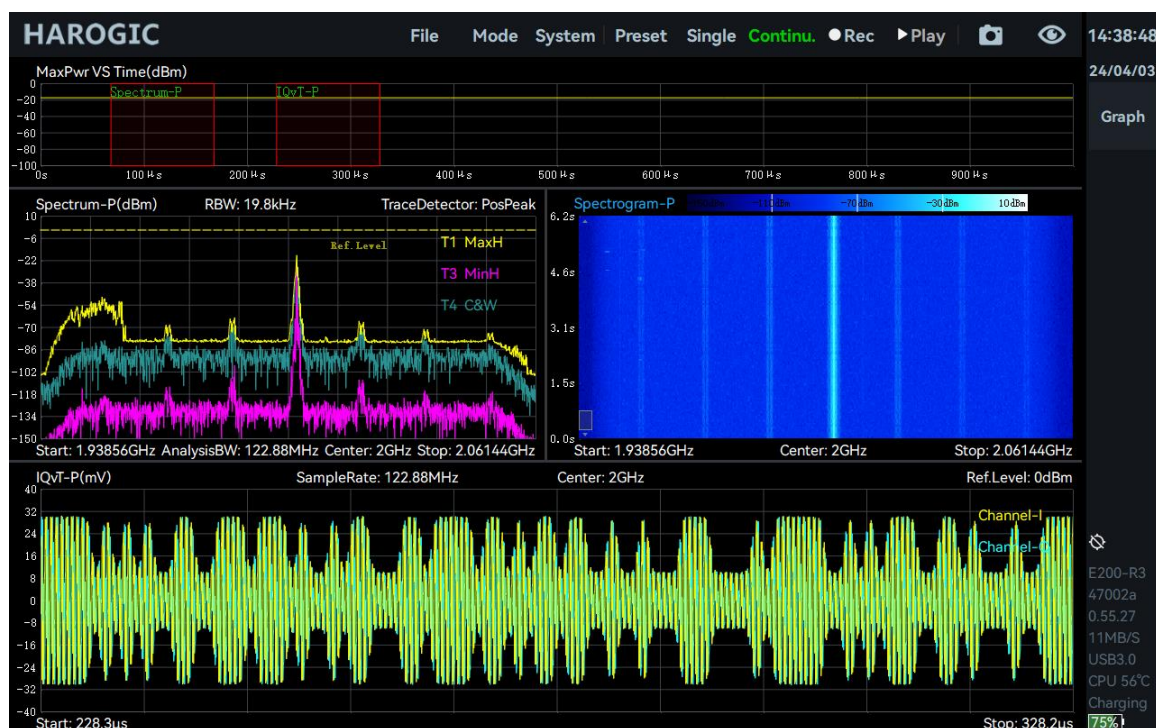 HAROGIC File Mode System Preset Single Continu. Rec Play 14:38:48
24/04/03
Graph
MaxPwr VS Time(dBm)
0
-20
-40
-60
-80
-100
Spectrum-P IQvT-P
0s 100μs 200μs 300μs 400μs 500μs 600μs 700μs 800μs 900μs
Spectrum-P(dBm) RBW: 19.8kHz TraceDetector: PosPeak
10
-6
-22
-38
-54
-70
-86
-102
-118
-134
-150
Ref.Level
T1 MaxH
T3 MinH
T4 C&W
Start: 1.93856GHz AnalysisBW: 122.88MHz Center: 2GHz Stop: 2.06144GHz
Spectrogram-P -110dBm -70dBm -30dBm 10dBm
6.2s
4.6s
3.1s
1.5s
0.0s
Start: 1.93856GHz Center: 2GHz Stop: 2.06144GHz
IQvT-P(mV) SampleRate: 122.88MHz Center: 2GHz Ref.Level: 0dBm
40
32
24
16
8
0
-8
-16
-24
-32
-40
Channel-I
Channel-Q
Start: 228.3us Stop: 328.2us
E200-R3
47002a
0.55.27
11MB/S
USB3.0
CPU 56℃
Charging
75%